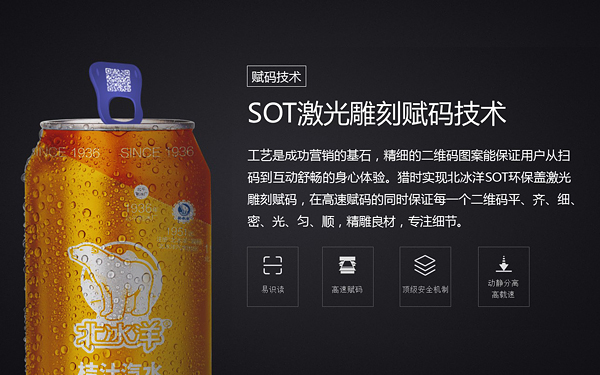 赋码技术
SOT激光雕刻赋码技术
工艺是成功营销的基石，精细的二维码图案能保证用户从扫
码到互动舒畅的身心体验。猎时实现北冰洋SOT环保盖激光
雕刻赋码，在高速赋码的同时保证每一个二维码平、齐、细、
密、光、匀、顺，精雕良材，专注细节。
易识读
高速赋码
顶级安全机制
动静分离
高载速
CE 1936
SINCE 1936
北冰洋
桔汁汽水